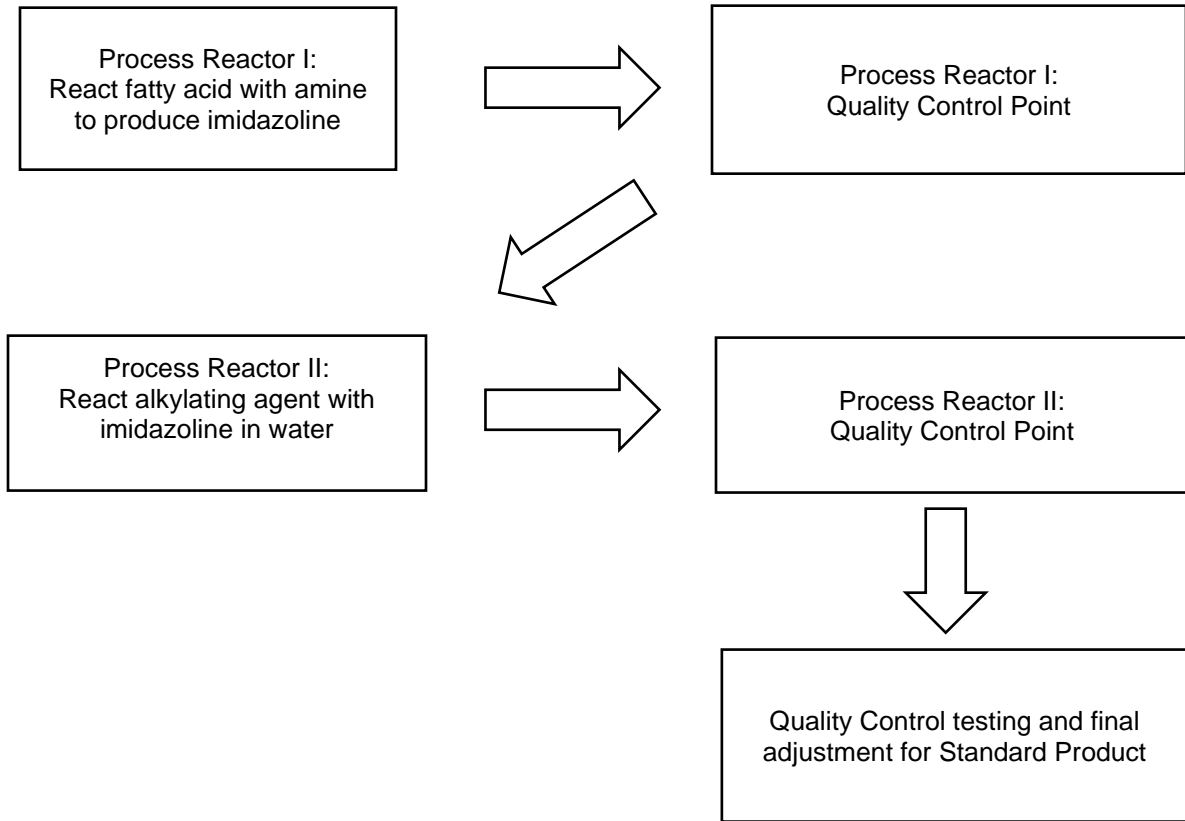 Process Reactor I:
React fatty acid with amine
to produce imidazoline
Process Reactor I:
Quality Control Point
Process Reactor II:
React alkylating agent with
imidazoline in water
Process Reactor II:
Quality Control Point
Quality Control testing and final
adjustment for Standard Product